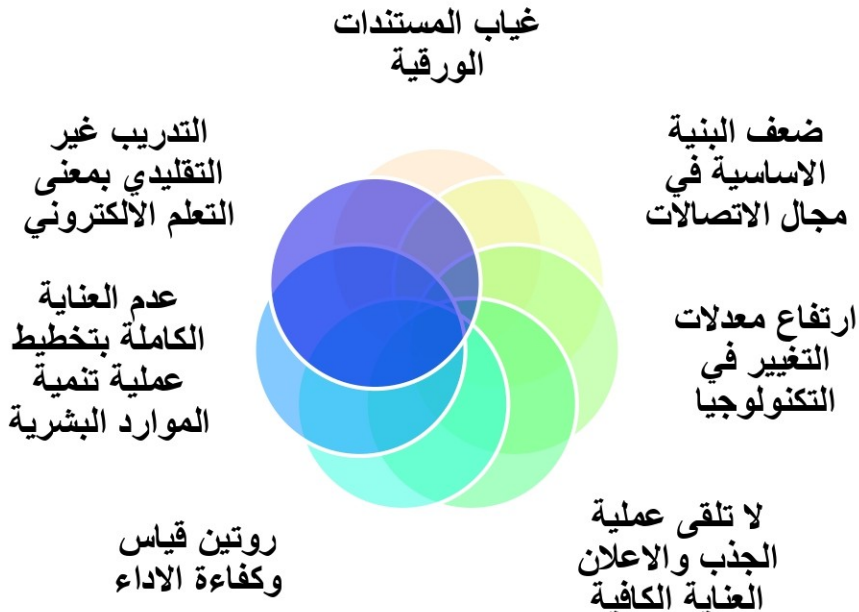 غياب المستندات
الورقية
ضعف البنية
الاساسية في
مجال الاتصالات
ارتفاع معدلات
التغيير في
التكنولوجيا
لا تلقى عملية
الجذب والاعلان
العناية الكافية
روتين قياس
وكفاءة الاداء
عدم العناية
الكاملة بتخطيط
عملية تنمية
الموارد البشرية
التدريب غير
التقليدي بمعنى
التعلم الالكتروني